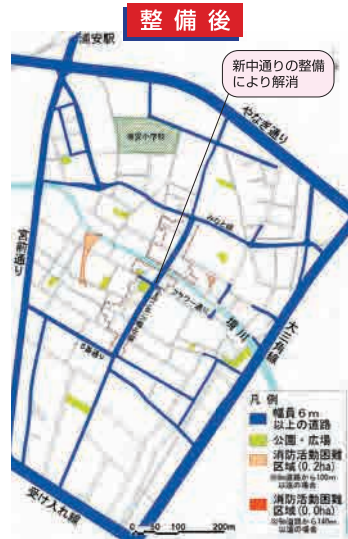 整備後
浦安駅
新中通りの整備
により解消
やなぎ通り
みなと線
宮前通り
境川
大三角線
受け入れ線
凡例
幅員6m
以上の道路
公園・広場
消防活動困難
区域(0.2ha)
消防活動困難
区域(0.0ha)
0 50 100 200m